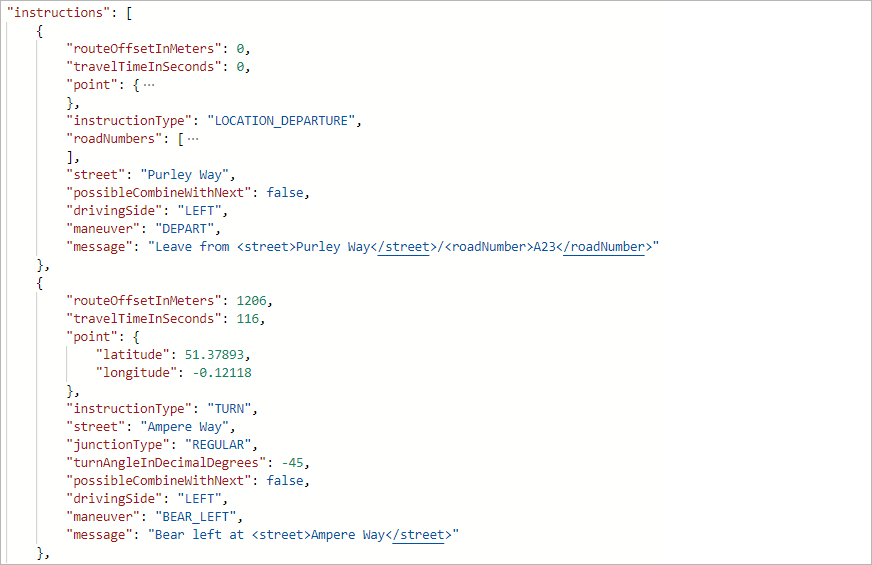 "instructions": [
{
"routeOffsetInMeters": 0,
"travelTimeInSeconds": 0,
"point": { ...
},
"instructionType": "LOCATION_DEPARTURE",
"roadNumbers": [ ...
],
"street": "Purley Way",
"possibleCombineWithNext": false,
"drivingSide": "LEFT",
"maneuver": "DEPART",
"message": "Leave from <street>Purley Way</street>/<roadNumber>A23</roadNumber>"
},
{
"routeOffsetInMeters": 1206,
"travelTimeInSeconds": 116,
"point": {
"latitude": 51.37893,
"longitude": -0.12118
},
"instructionType": "TURN",
"street": "Ampere Way",
"junctionType": "REGULAR",
"turnAngleInDecimalDegrees": -45,
"possibleCombineWithNext": false,
"drivingSide": "LEFT",
"maneuver": "BEAR_LEFT",
"message": "Bear left at <street>Ampere Way</street>"
},